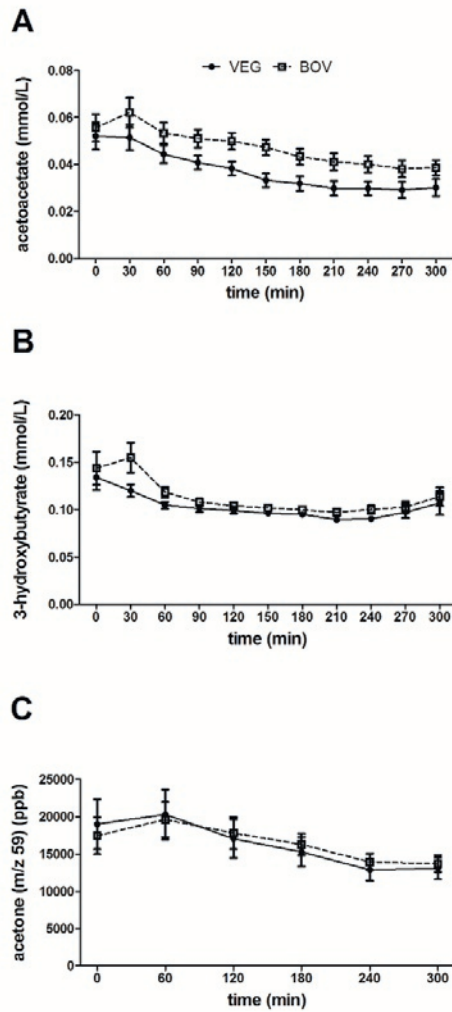 A
VEG BOV
acetoacetate (mmol/L)
0.08
0.06
0.04
0.02
0.00
0 30 60 90 120 150 180 210 240 270 300
time (min)
B
3-hydroxybutyrate (mmol/L)
0.20
0.15
0.10
0.05
0.00
0 30 60 90 120 150 180 210 240 270 300
time (min)
C
acetone (m/z 59) (ppb)
25000
20000
15000
10000
5000
0
0 60 120 180 240 300
time (min)